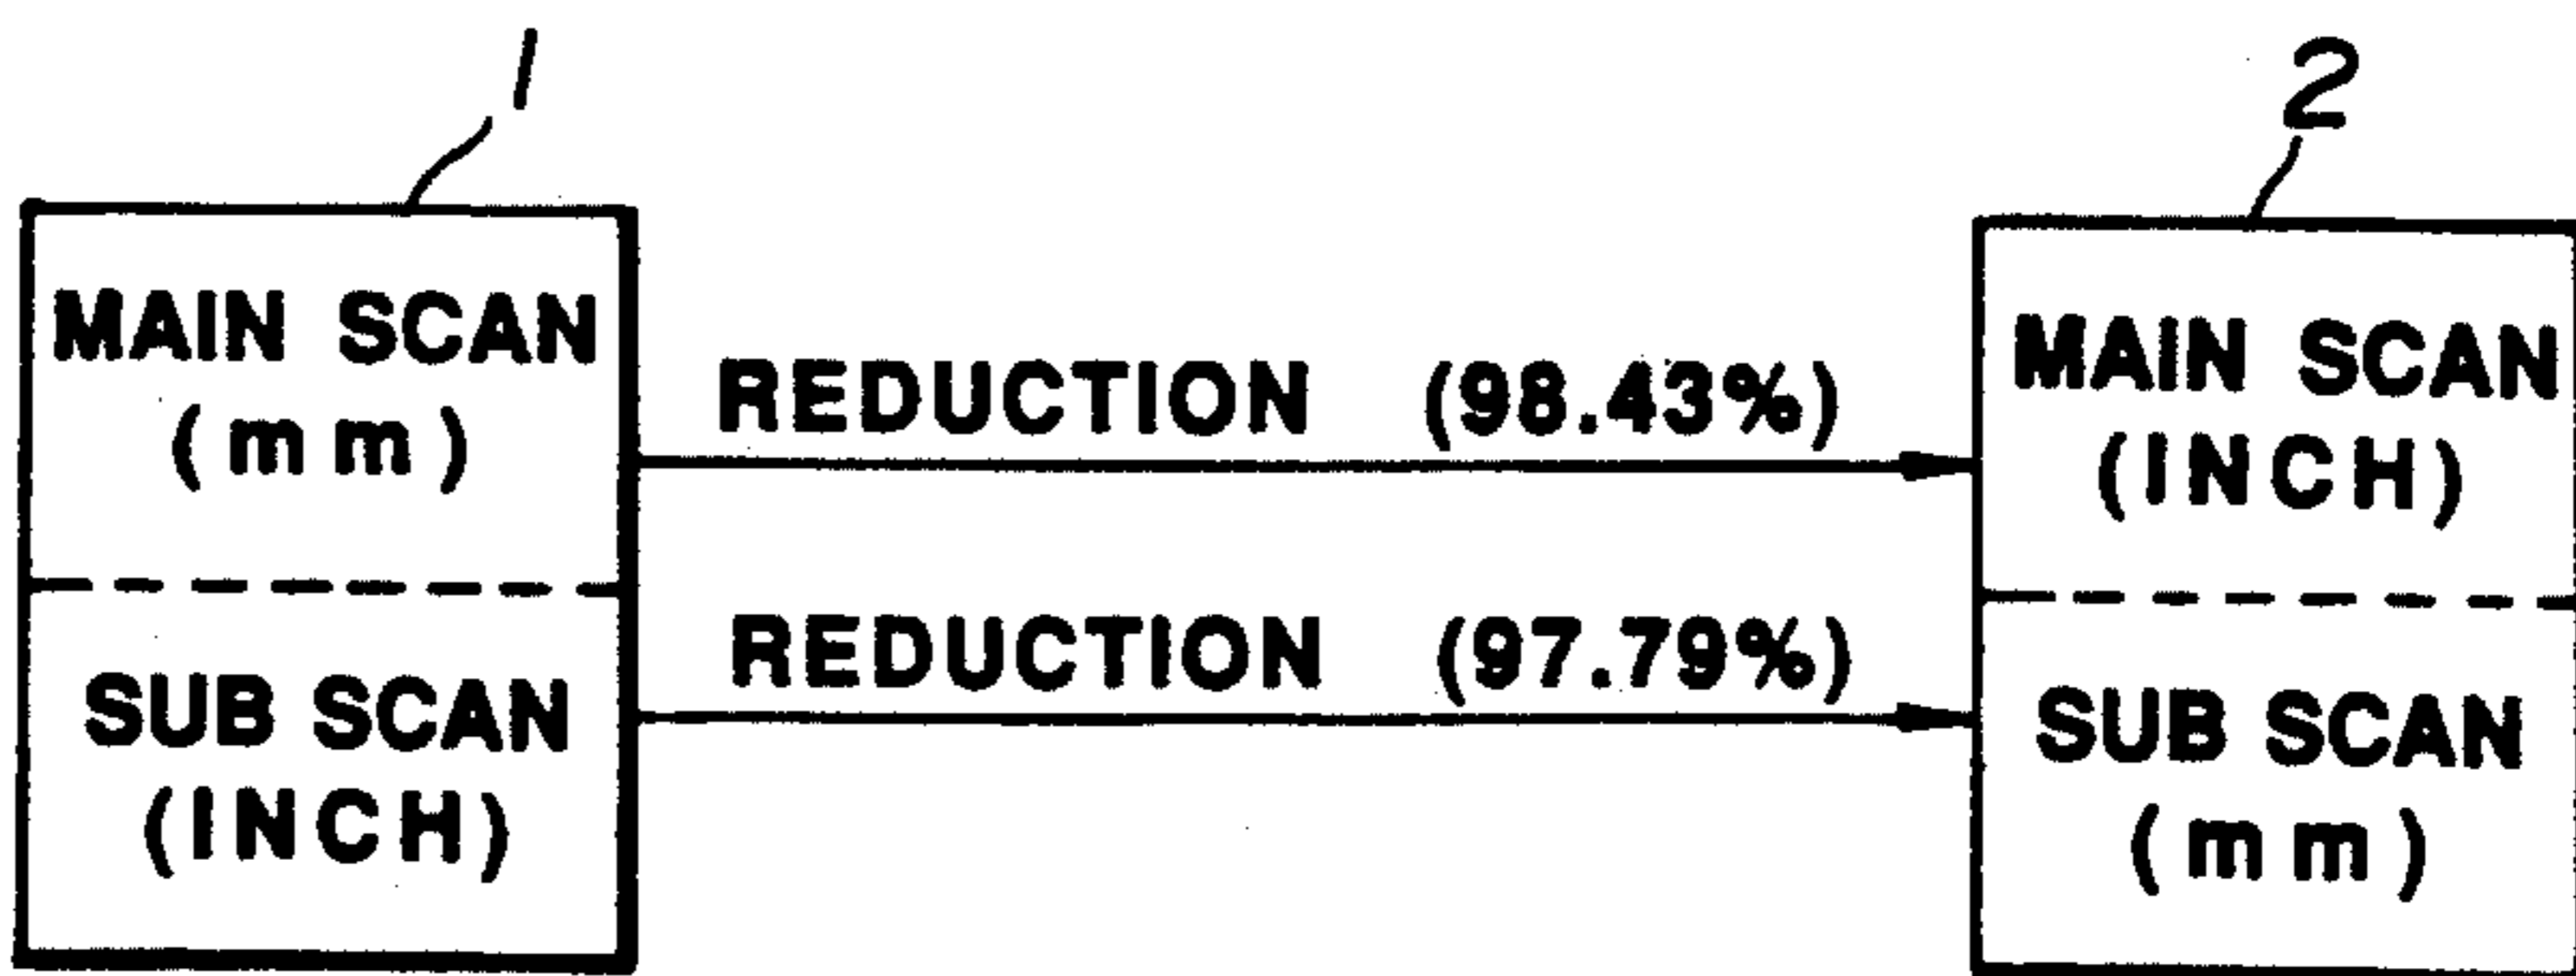 1
2
MAIN SCAN
(mm)
SUB SCAN
(INCH)
REDUCTION (98.43%)
REDUCTION (97.79%)
MAIN SCAN
(INCH)
SUB SCAN
(mm)